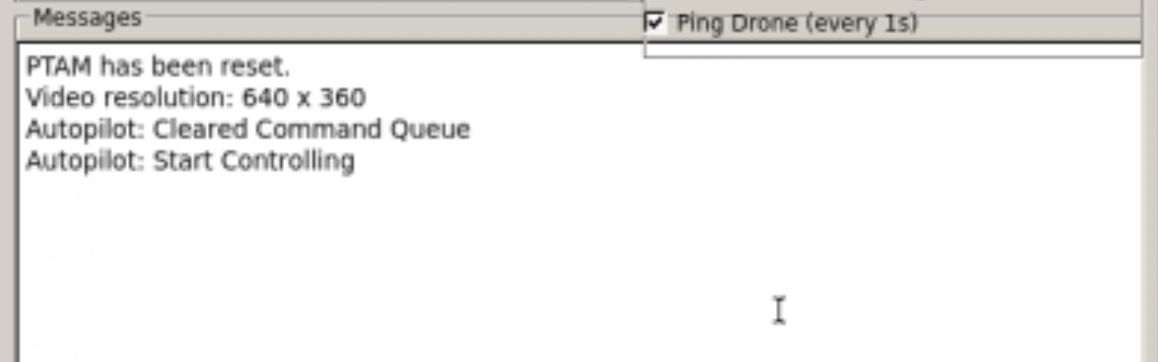 Messages
Ping Drone (every 1s)
PTAM has been reset.
Video resolution: 640 x 360
Autopilot: Cleared Command Queue
Autopilot: Start Controlling